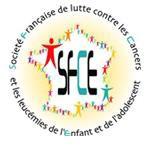 Société Française de lutte contre les Cancers
et les leucémies de l'Enfant et de l'adolescent
SFCE